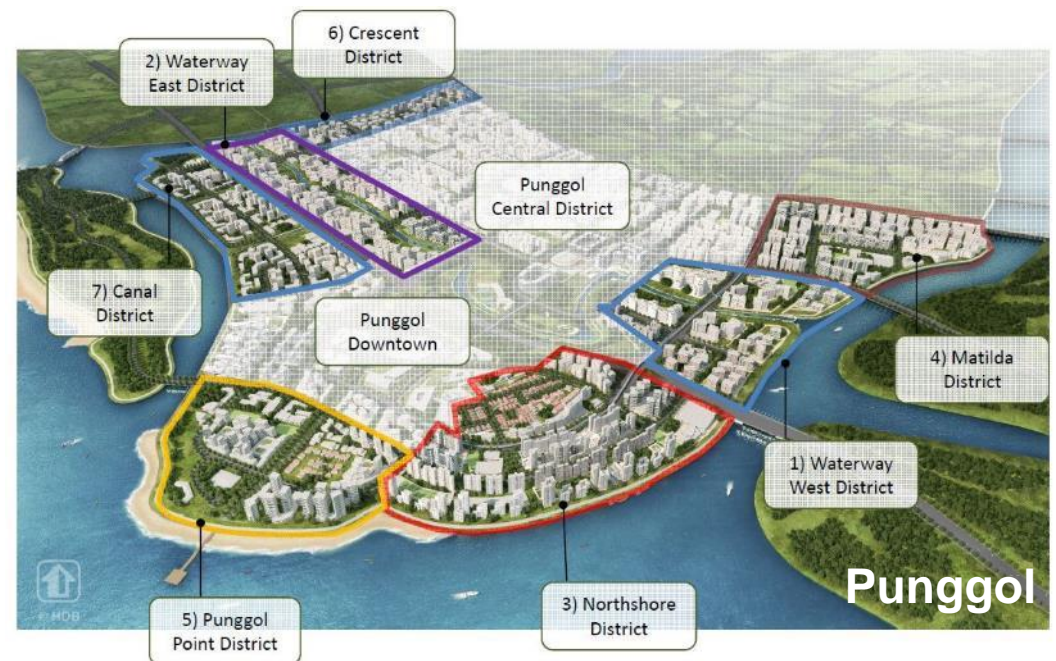 6) Crescent
District
2) Waterway
East District
Punggol
Central District
7) Canal
District
Punggol
Downtown
4) Matilda
District
1) Waterway
West District
5) Punggol
Point District
3) Northshore
District
Punggol
© HDB